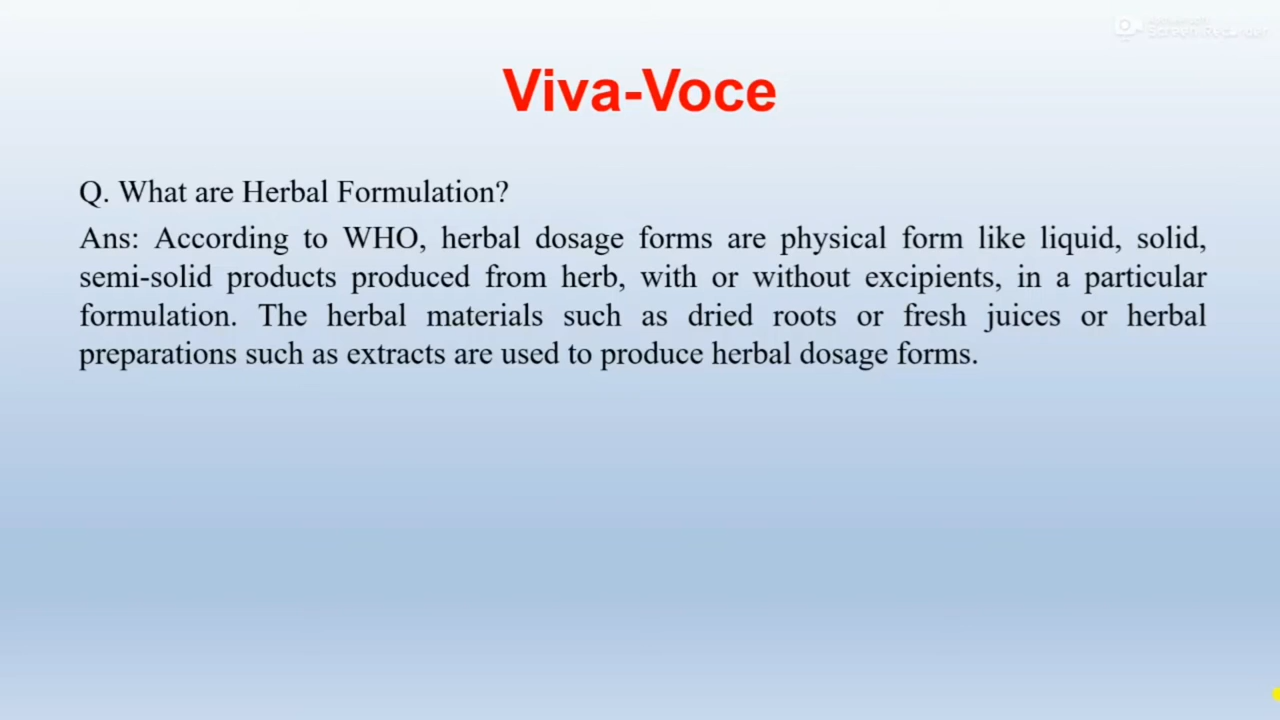 Screen Recorder
Viva-Voce
Q. What are Herbal Formulation?
Ans: According to WHO, herbal dosage forms are physical form like liquid, solid,
semi-solid products produced from herb, with or without excipients, in a particular
formulation. The herbal materials such as dried roots or fresh juices or herbal
preparations such as extracts are used to produce herbal dosage forms.